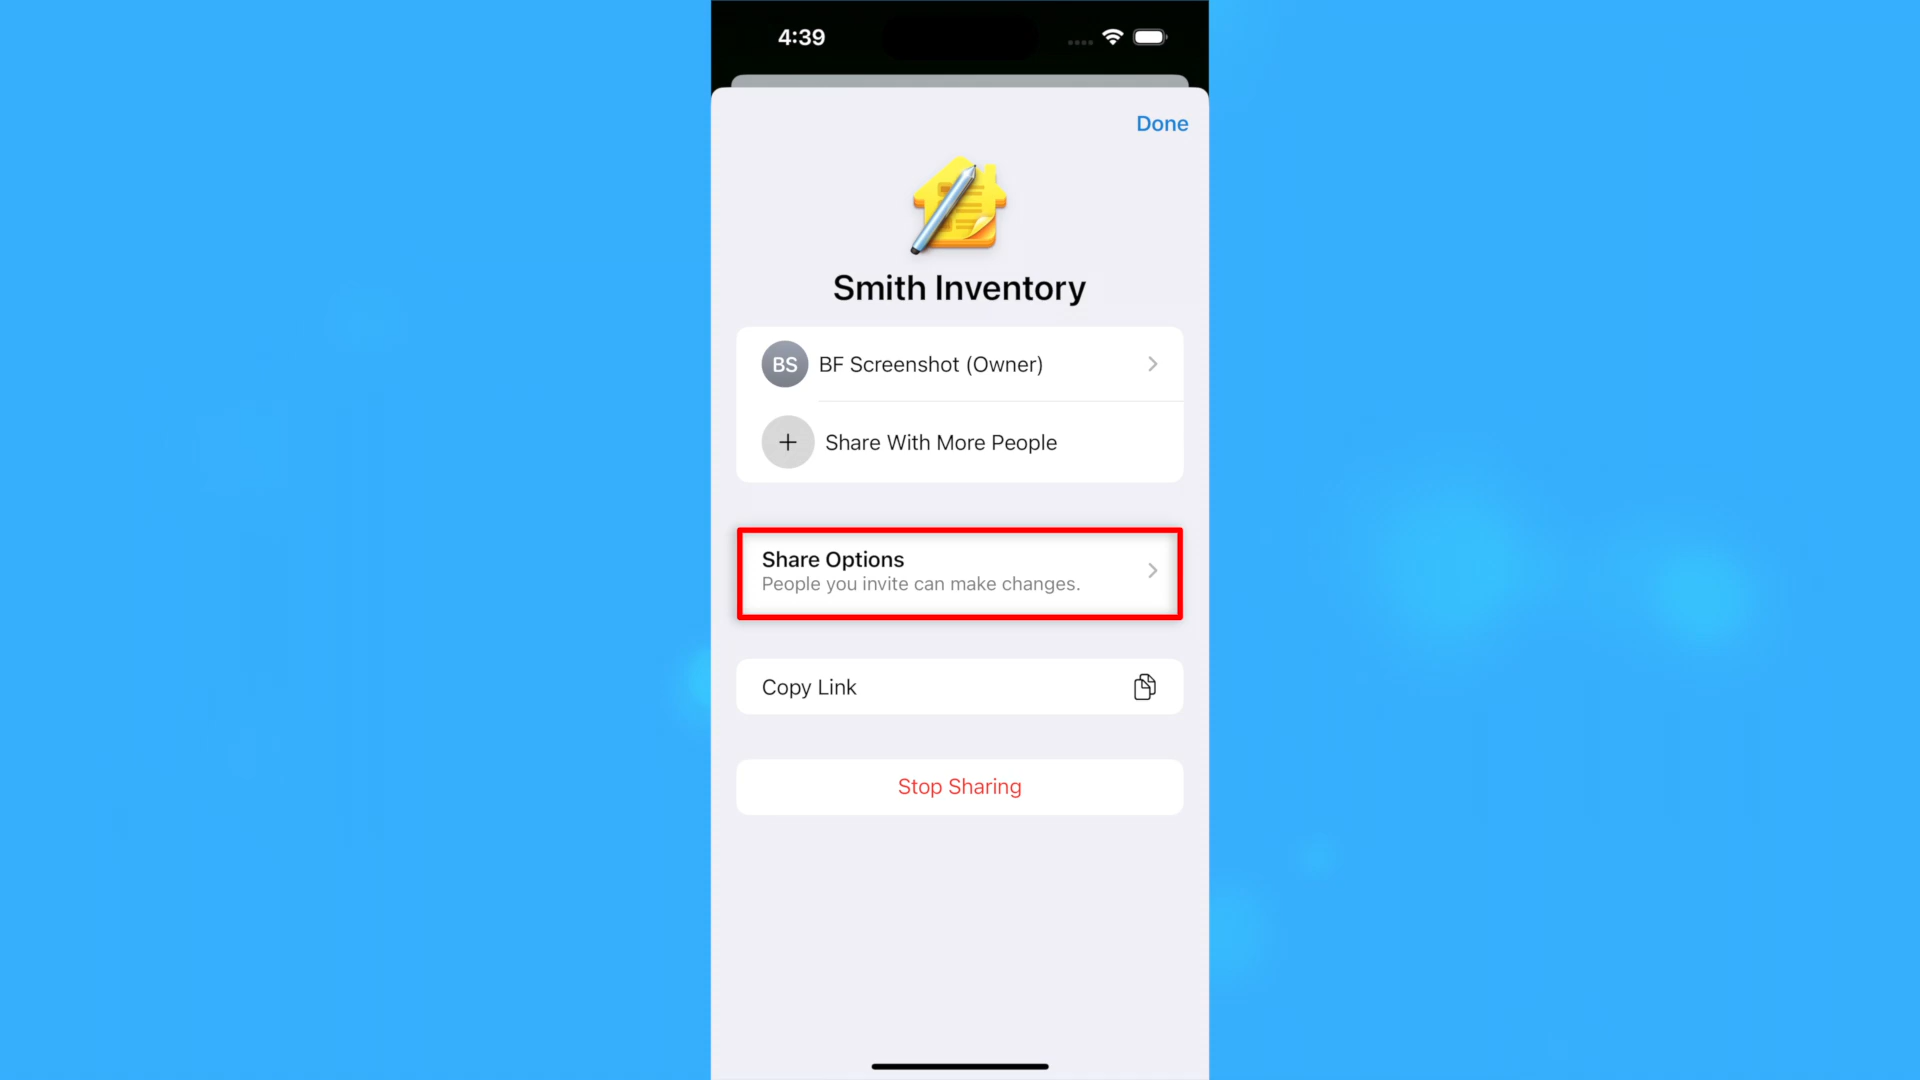 4:39
Done
Smith Inventory
BS BF Screenshot (Owner)
Share With More People
Share Options
People you invite can make changes.
Copy Link
Stop Sharing